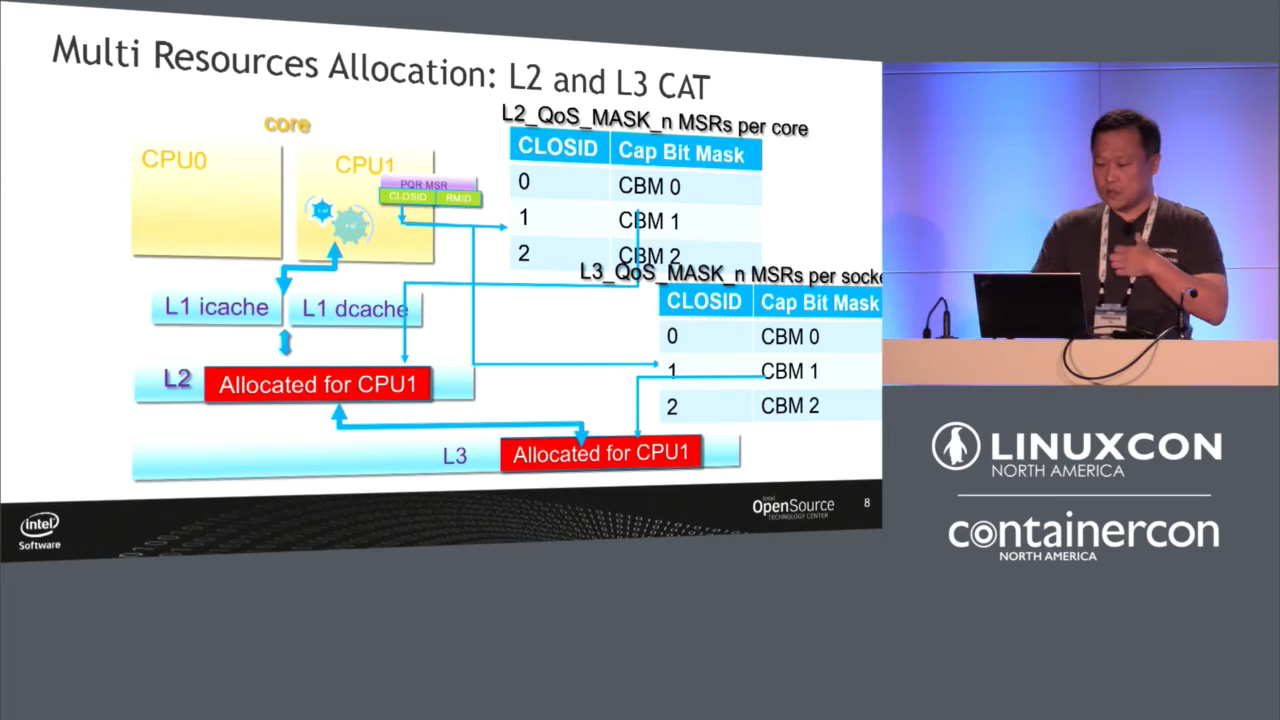 Multi Resources Allocation: L2 and L3 CAT
core
CPU0
CPU1
PQR MSR
CLOSID RMID
L1 icache
L1 dcache
L2
Allocated for CPU1
L3
Allocated for CPU1
L2_QoS_MASK_n MSRs per core
CLOSID Cap Bit Mask
0 CBM 0
1 CBM 1
2 CBM 2
L3_QoS_MASK_n MSRs per socke
CLOSID Cap Bit Mask
0 CBM 0
1 CBM 1
2 CBM 2
intel
Software
Intel
OpenSource
TECHNOLOGY CENTER
8
LINUXCON
NORTH AMERICA
containercon
NORTH AMERICA